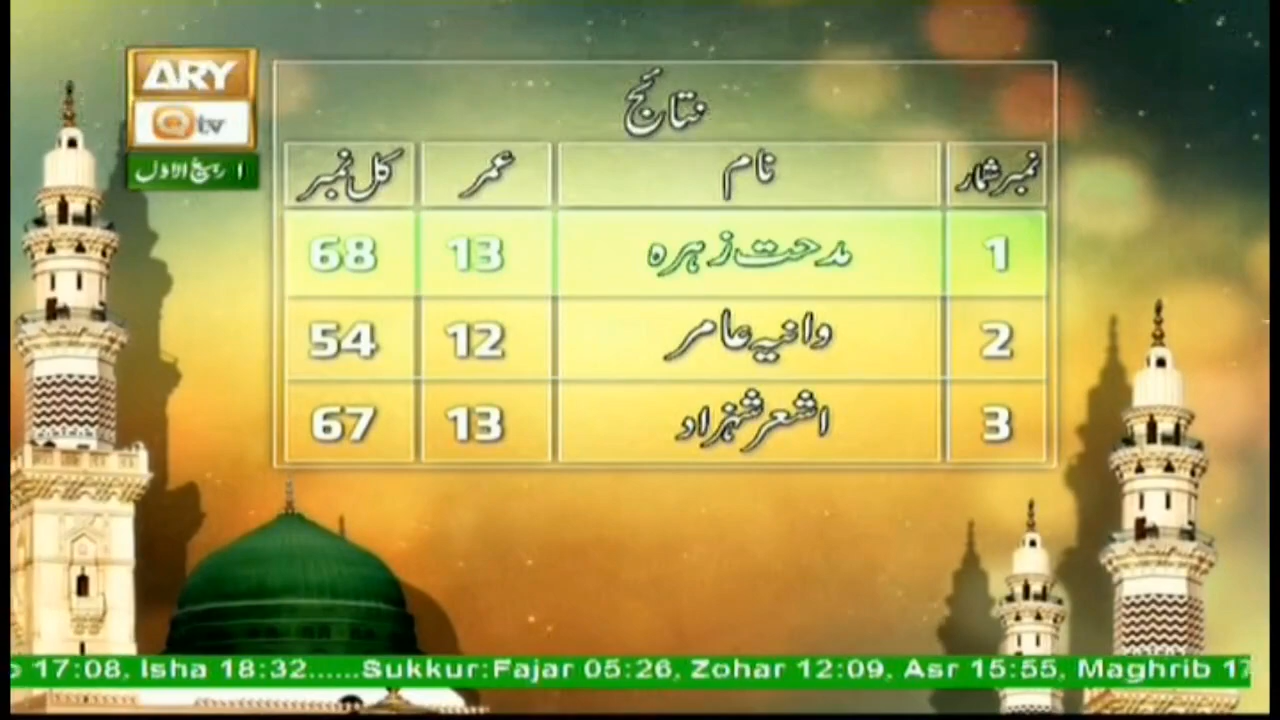 ARY
Qtv
ا ربیع الاول
نتائج
نمبر شمار نام عمر کل نمبر
1 مدحت زہرہ 13 68
2 وانیہ عامر 12 54
3 اشعر شہزاد 13 67
17:08, Isha 18:32......Sukkur:Fajar 05:26, Zohar 12:09, Asr 15:55, Maghrib